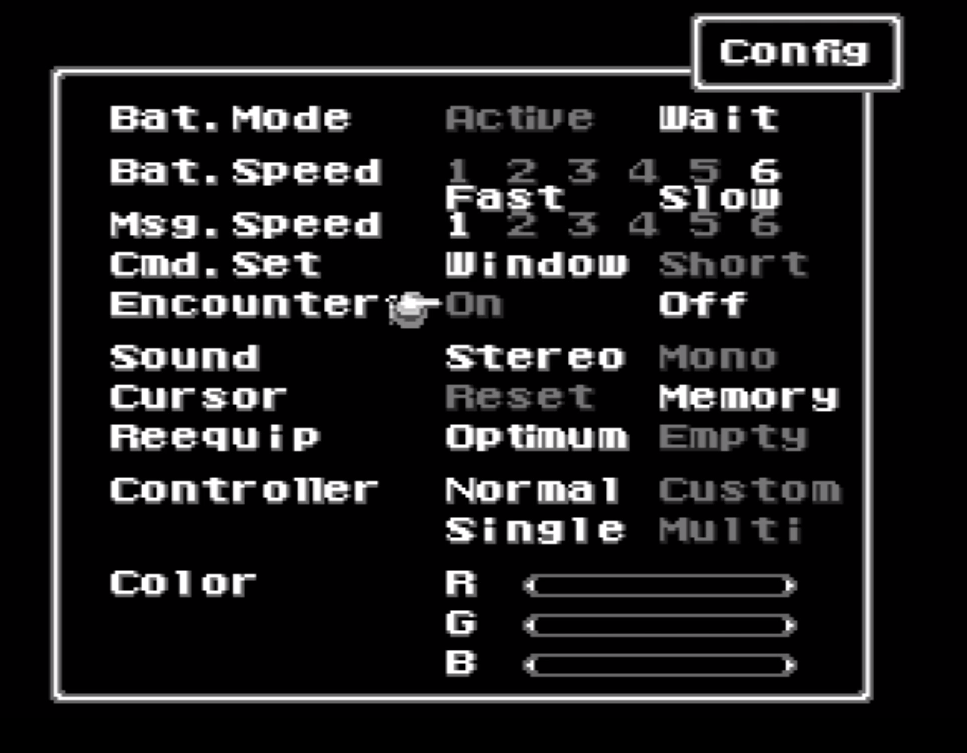 Config
Bat.Mode Active Wait
Bat.Speed 1 2 3 4 5 6
Fast Slow
Msg.Speed 1 2 3 4 5 6
Cmd.Set Window Short
Encounter: On Off
Sound Stereo Mono
Cursor Reset Memory
Reequip Optimum Empty
Controller Normal Custom
Single Multi
Color R
G
B